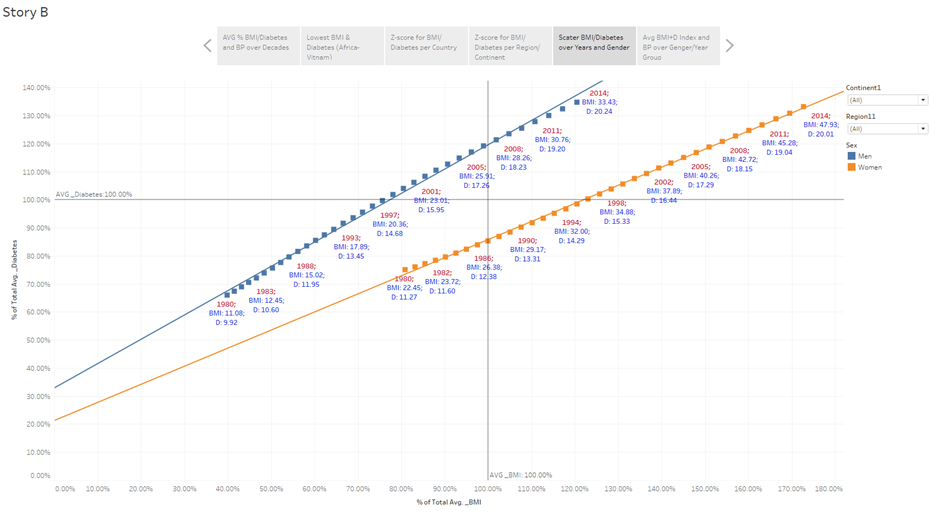 Story B
AVG % BMI/Diabetes
and BP over Decades
Lowest BMI &
Diabetes (Africa-
Vitnam)
Z-score for BMI/
Diabetes per Country
Z-score for BMI/
Diabetes per Region/
Continent
Scater BMI/Diabetes
over Years and Gender
Avg BMI+D Index and
BP over Genger/Year
Group
% of Total Avg. _Diabetes
140.00%
130.00%
120.00%
110.00%
100.00%
90.00%
80.00%
70.00%
60.00%
50.00%
40.00%
30.00%
20.00%
10.00%
0.00%
AVG _Diabetes:100.00%
1980;
BMI: 11.08;
D: 9.92
1983;
BMI: 12.45;
D: 10.60
1988;
BMI: 15.02;
D: 11.95
1993;
BMI: 17.89;
D: 13.45
1997;
BMI: 20.36;
D: 14.68
2001;
BMI: 23.01;
D: 15.95
2005;
BMI: 25.91;
D: 17.26
2008;
BMI: 28.26;
D: 18.23
2011;
BMI: 30.76;
D: 19.20
2014;
BMI: 33.43;
D: 20.24
1980;
BMI: 22.45;
D: 11.27
1982;
BMI: 23.72;
D: 11.60
1986;
BMI: 26.38;
D: 12.38
1990;
BMI: 29.17;
D: 13.31
1994;
BMI: 32.00;
D: 14.29
1998;
BMI: 34.88;
D: 15.33
2002;
BMI: 37.89;
D: 16.44
2005;
BMI: 40.26;
D: 17.29
2008;
BMI: 42.72;
D: 18.15
2011;
BMI: 45.28;
D: 19.04
2014;
BMI: 47.93;
D: 20.01
AVG _BMI: 100.00%
0.00%
10.00%
20.00%
30.00%
40.00%
50.00%
60.00%
70.00%
80.00%
90.00%
100.00%
110.00%
120.00%
130.00%
140.00%
150.00%
160.00%
170.00%
180.00%
% of Total Avg. _BMI
Continent1
(All)
Region11
(All)
Sex
Men
Women